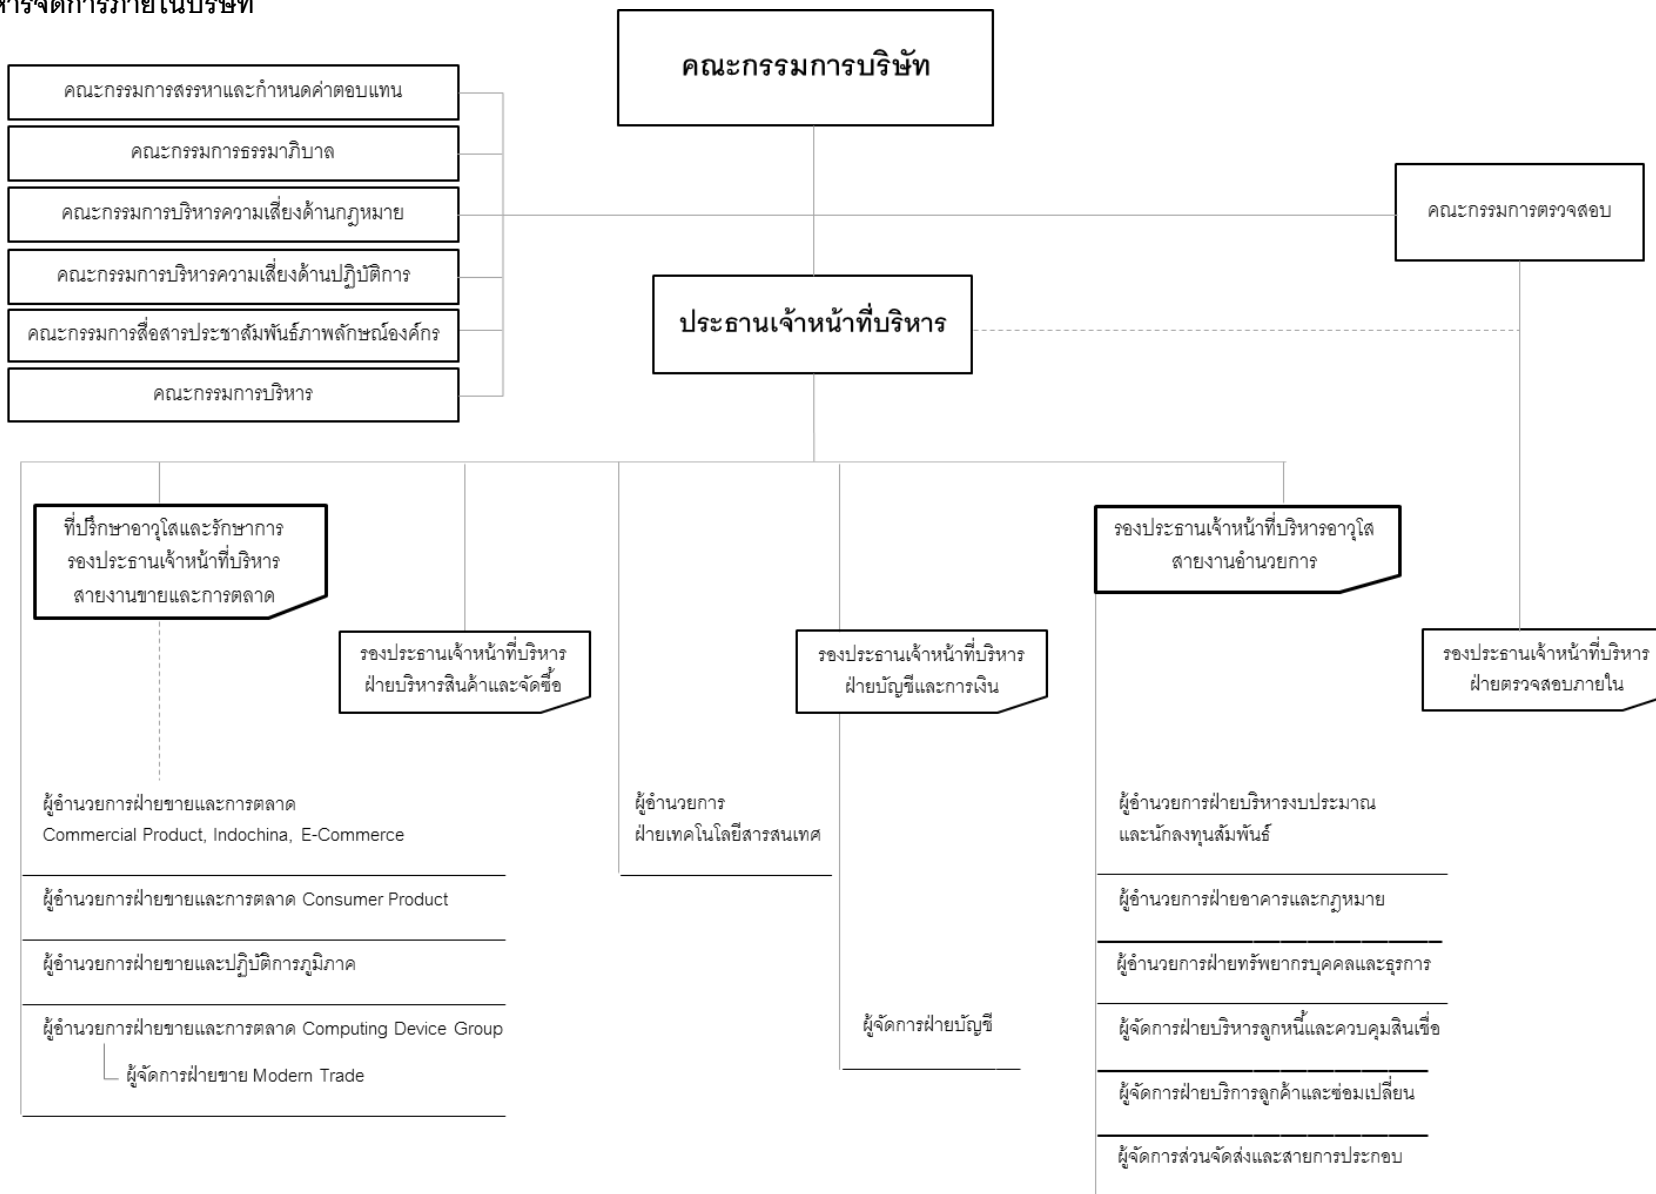 คณะกรรมการบริษัท
คณะกรรมการสรรหาและกำหนดค่าตอบแทน
คณะกรรมการธรรมาภิบาล
คณะกรรมการบริหารความเสี่ยงด้านกฎหมาย
คณะกรรมการบริหารความเสี่ยงด้านปฏิบัติการ
คณะกรรมการสื่อสารประชาสัมพันธ์ภาพลักษณ์องค์กร
คณะกรรมการบริหาร
คณะกรรมการตรวจสอบ
ประธานเจ้าหน้าที่บริหาร
ที่ปรึกษาอาวุโสและรักษาการ
รองประธานเจ้าหน้าที่บริหาร
สายงานขายและการตลาด
รองประธานเจ้าหน้าที่บริหาร
ฝ่ายบริหารสินค้าและจัดซื้อ
รองประธานเจ้าหน้าที่บริหาร
ฝ่ายบัญชีและการเงิน
รองประธานเจ้าหน้าที่บริหารอาวุโส
สายงานอำนวยการ
รองประธานเจ้าหน้าที่บริหาร
ฝ่ายตรวจสอบภายใน
ผู้อำนวยการฝ่ายขายและการตลาด
Commercial Product, Indochina, E-Commerce
ผู้อำนวยการฝ่ายขายและการตลาด Consumer Product
ผู้อำนวยการฝ่ายขายและปฏิบัติการภูมิภาค
ผู้อำนวยการฝ่ายขายและการตลาด Computing Device Group
ผู้จัดการฝ่ายขาย Modern Trade
ผู้อำนวยการ
ฝ่ายเทคโนโลยีสารสนเทศ
ผู้จัดการฝ่ายบัญชี
ผู้อำนวยการฝ่ายบริหารงบประมาณ
และนักลงทุนสัมพันธ์
ผู้อำนวยการฝ่ายอาคารและกฎหมาย
ผู้อำนวยการฝ่ายทรัพยากรบุคคลและธุรการ
ผู้จัดการฝ่ายบริหารลูกหนี้และควบคุมสินเชื่อ
ผู้จัดการฝ่ายบริการลูกค้าและซ่อมเปลี่ยน
ผู้จัดการส่วนจัดส่งและสายการประกอบ